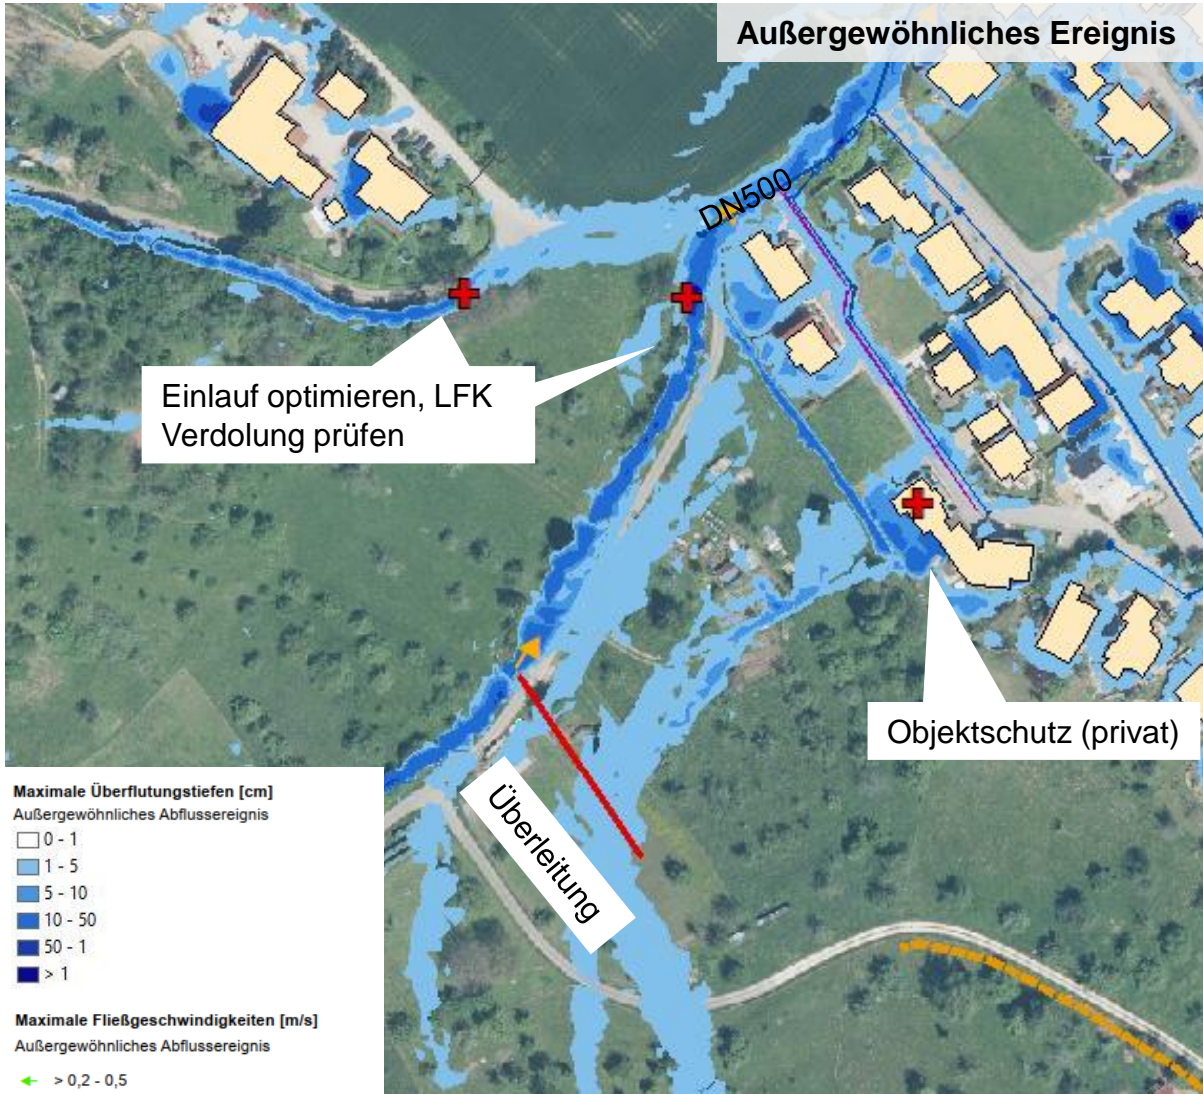 Außergewöhnliches Ereignis
DN500
Einlauf optimieren, LFK
Verdolung prüfen
Objektschutz (privat)
Überleitung
Maximale Überflutungstiefen [cm]
Außergewöhnliches Abflussereignis
0 - 1
1 - 5
5 - 10
10 - 50
50 - 1
> 1
Maximale Fließgeschwindigkeiten [m/s]
Außergewöhnliches Abflussereignis
> 0,2 - 0,5